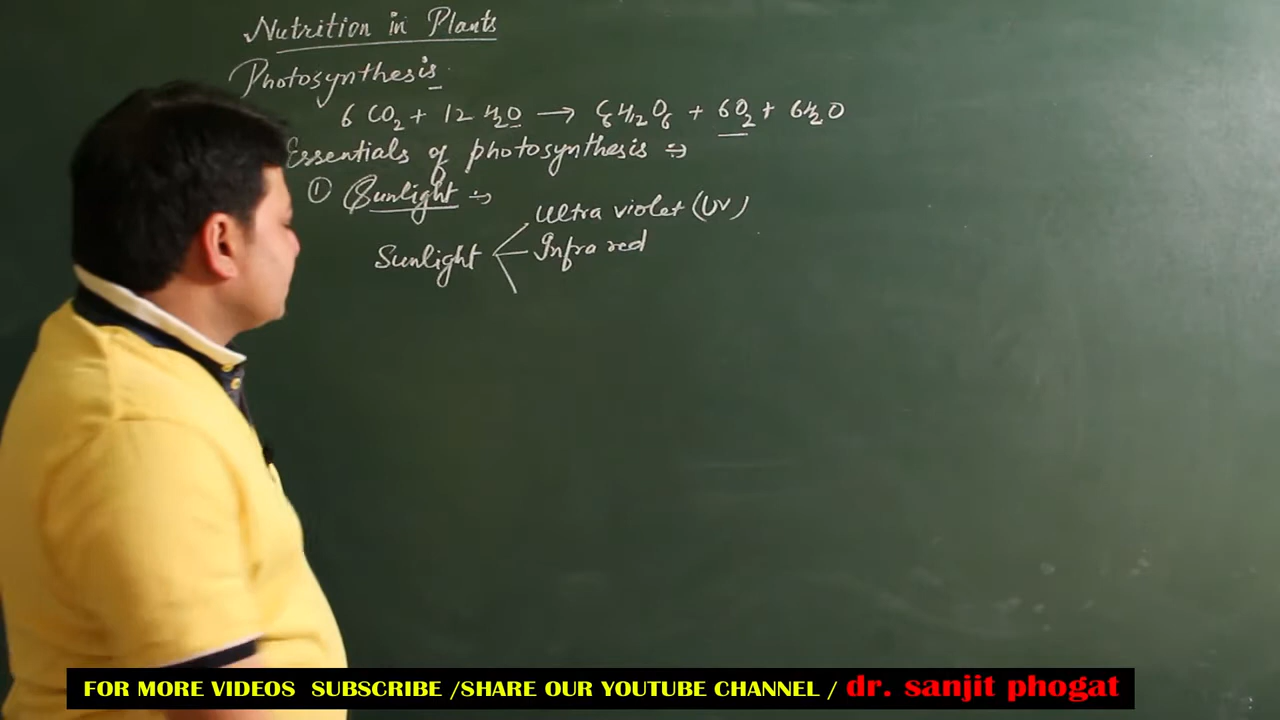 Nutrition in Plants
Photosynthesis
6 CO2 + 12 H2O → C6H12O6 + 6O2 + 6H2O
Essentials of photosynthesis :→
① Sunlight :→
Ultra violet (UV)
Sunlight
Infra red
FOR MORE VIDEOS SUBSCRIBE /SHARE OUR YOUTUBE CHANNEL / dr. sanjit phogat